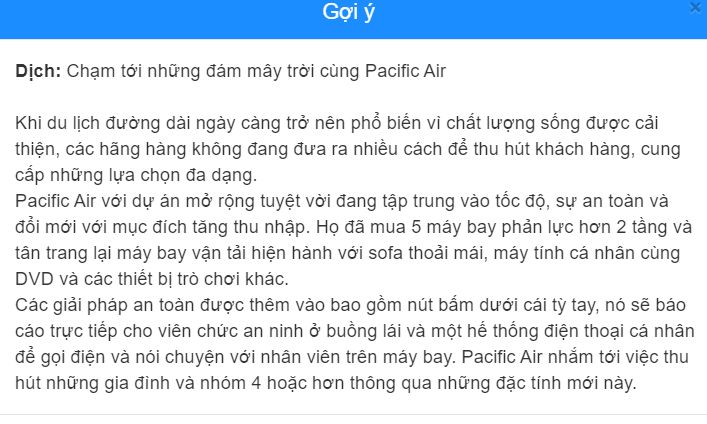 Gợi ý
×
Dịch: Chạm tới những đám mây trời cùng Pacific Air
Khi du lịch đường dài ngày càng trở nên phổ biến vì chất lượng sống được cải
thiện, các hãng hàng không đang đưa ra nhiều cách để thu hút khách hàng, cung
cấp những lựa chọn đa dạng.
Pacific Air với dự án mở rộng tuyệt vời đang tập trung vào tốc độ, sự an toàn và
đổi mới với mục đích tăng thu nhập. Họ đã mua 5 máy bay phản lực hơn 2 tầng và
tân trang lại máy bay vận tải hiện hành với sofa thoải mái, máy tính cá nhân cùng
DVD và các thiết bị trò chơi khác.
Các giải pháp an toàn được thêm vào bao gồm nút bấm dưới cái tỳ tay, nó sẽ báo
cáo trực tiếp cho viên chức an ninh ở buồng lái và một hế thống điện thoại cá nhân
để gọi điện và nói chuyện với nhân viên trên máy bay. Pacific Air nhắm tới việc thu
hút những gia đình và nhóm 4 hoặc hơn thông qua những đặc tính mới này.